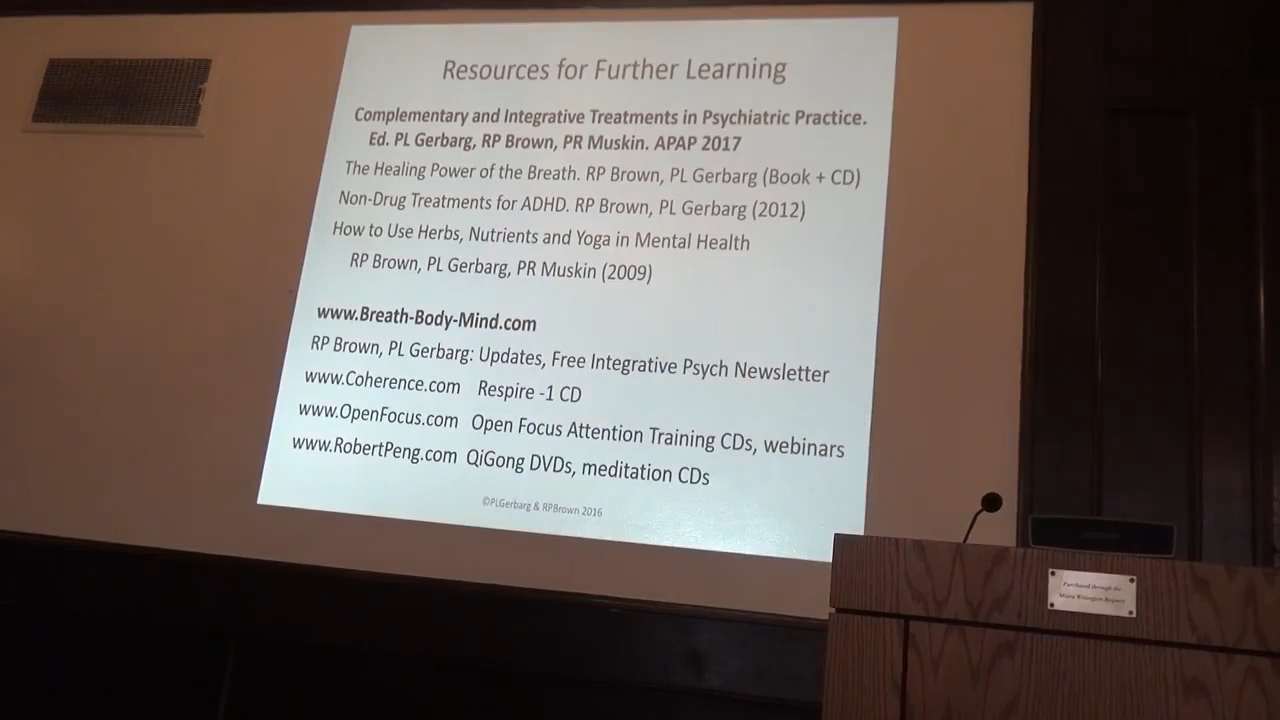 Resources for Further Learning
Complementary and Integrative Treatments in Psychiatric Practice.
Ed. PL Gerbarg, RP Brown, PR Muskin. APAP 2017
The Healing Power of the Breath. RP Brown, PL Gerbarg (Book + CD)
Non-Drug Treatments for ADHD. RP Brown, PL Gerbarg (2012)
How to Use Herbs, Nutrients and Yoga in Mental Health
RP Brown, PL Gerbarg, PR Muskin (2009)
www.Breath-Body-Mind.com
RP Brown, PL Gerbarg: Updates, Free Integrative Psych Newsletter
www.Coherence.com Respire -1 CD
www.OpenFocus.com Open Focus Attention Training CDs, webinars
www.RobertPeng.com QiGong DVDs, meditation CDs
©PLGerbarg & RPBrown 2016
Purchased through the